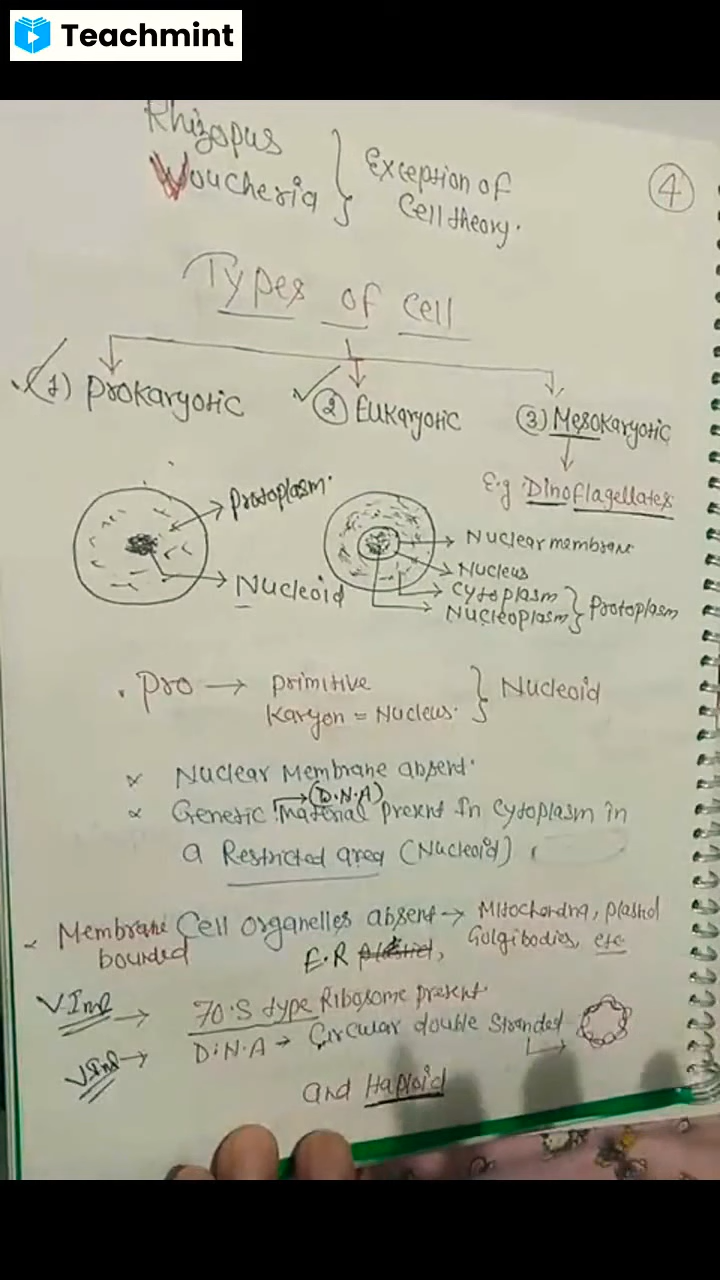 Teachmint
Rhizopus
Voucheria
Exception of
Cell theory.
4
Types of Cell
(1) Prokaryotic
(2) Eukaryotic
(3) Mesokaryotic
E.g Dinoflagellates
Protoplasm.
Nucleoid
Nuclear membrane
Nucleus
Cytoplasm
Nucleoplasm
Protoplasm
Pro → Primitive
Karyon = Nucleus.
Nucleoid
Nuclear Membrane absent.
(D.N.A)
Genetic Material Present In Cytoplasm in
a Restricted area (Nucleoid)
Membrane Cell organelles absent → Mitochondria, Plastid
bounded
E.R Plastid, Golgibodies, etc
V.Imp → 70.S type Ribosome present.
V.Imp → D.N.A → Circular double Stranded
and Haploid